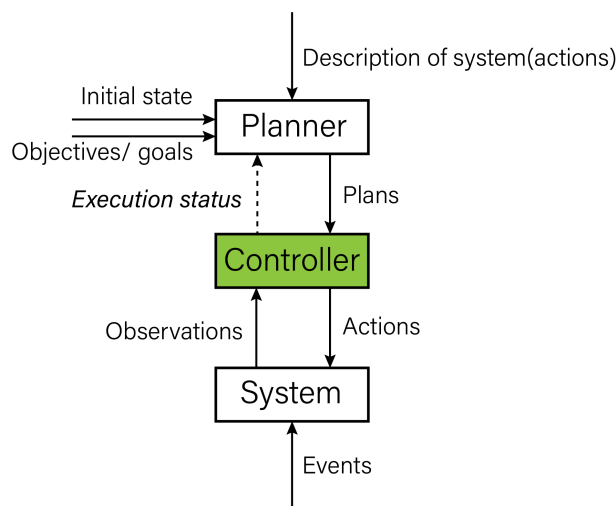 Description of system(actions)
Initial state
Planner
Objectives/ goals
Execution status
Plans
Controller
Observations
Actions
System
Events